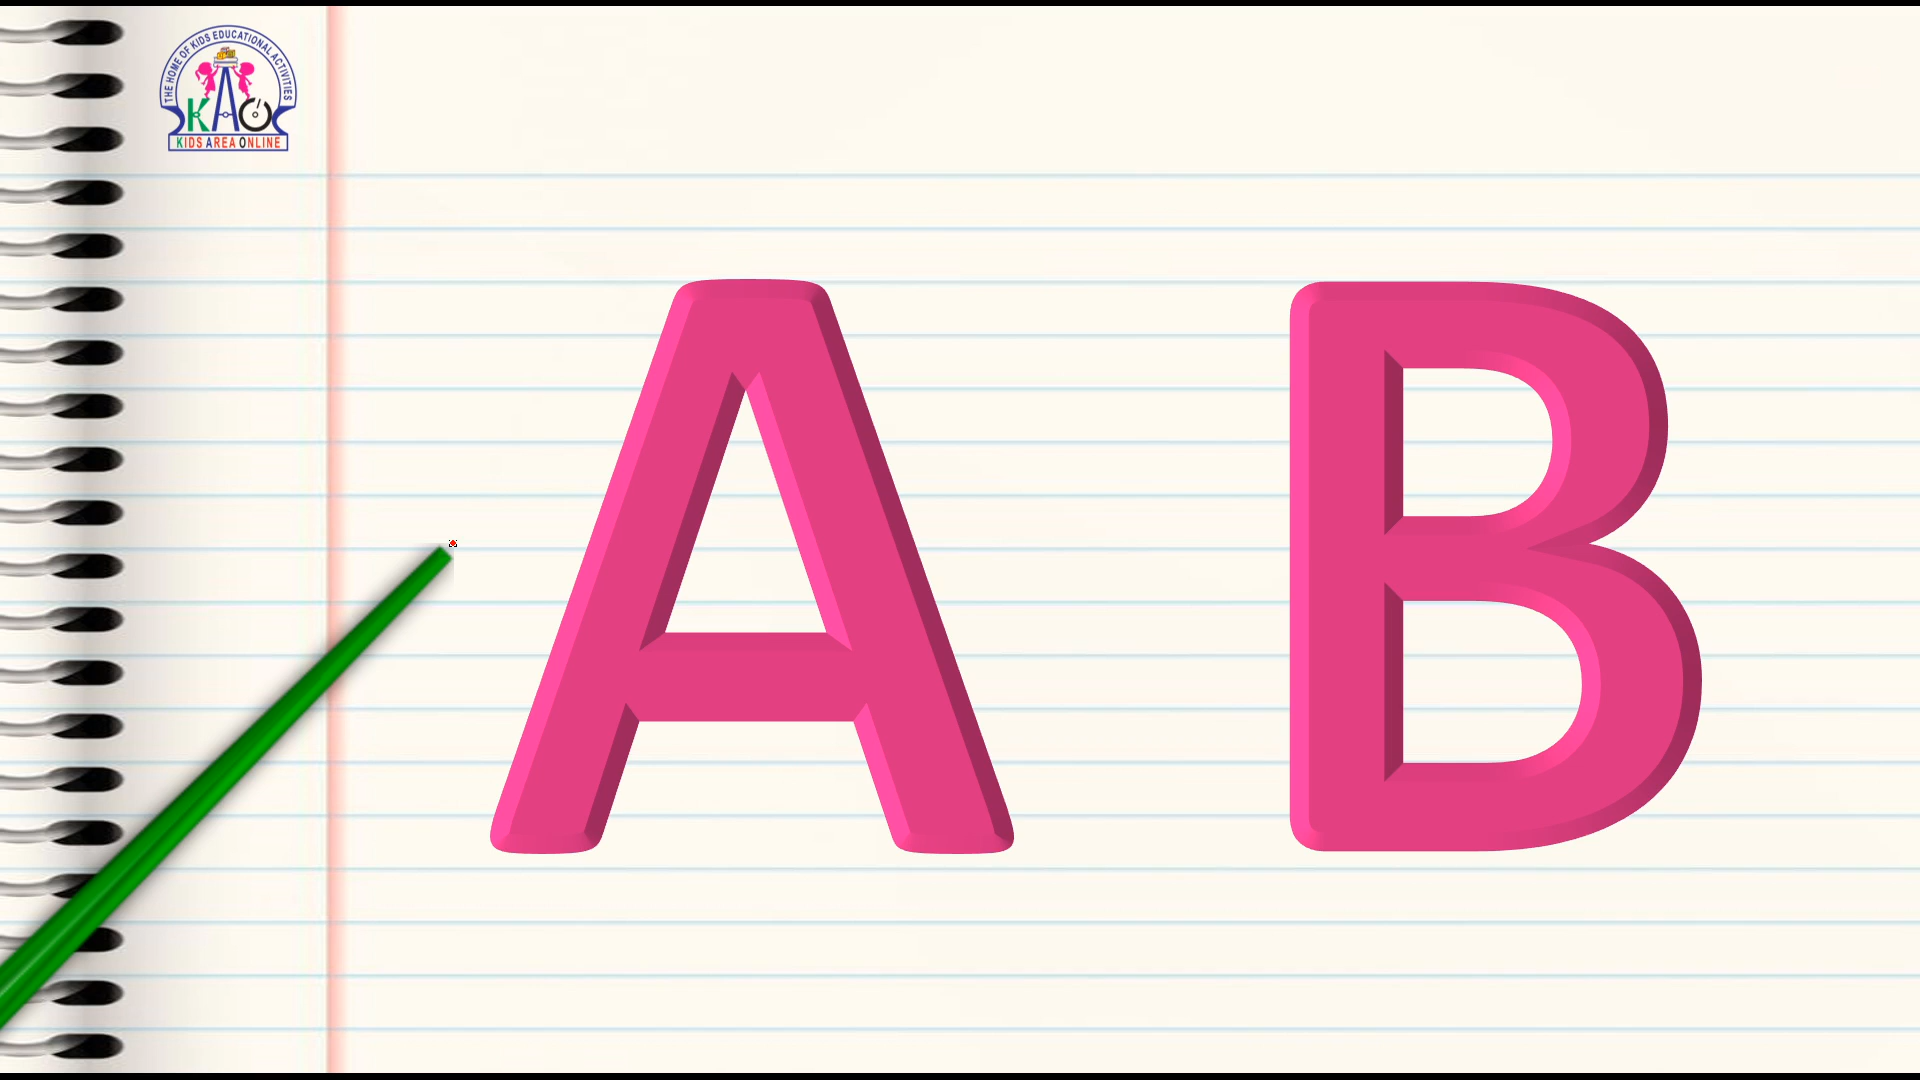 THE HOME OF KIDS EDUCATIONAL ACTIVITIES
KAO
KIDS AREA ONLINE
A B